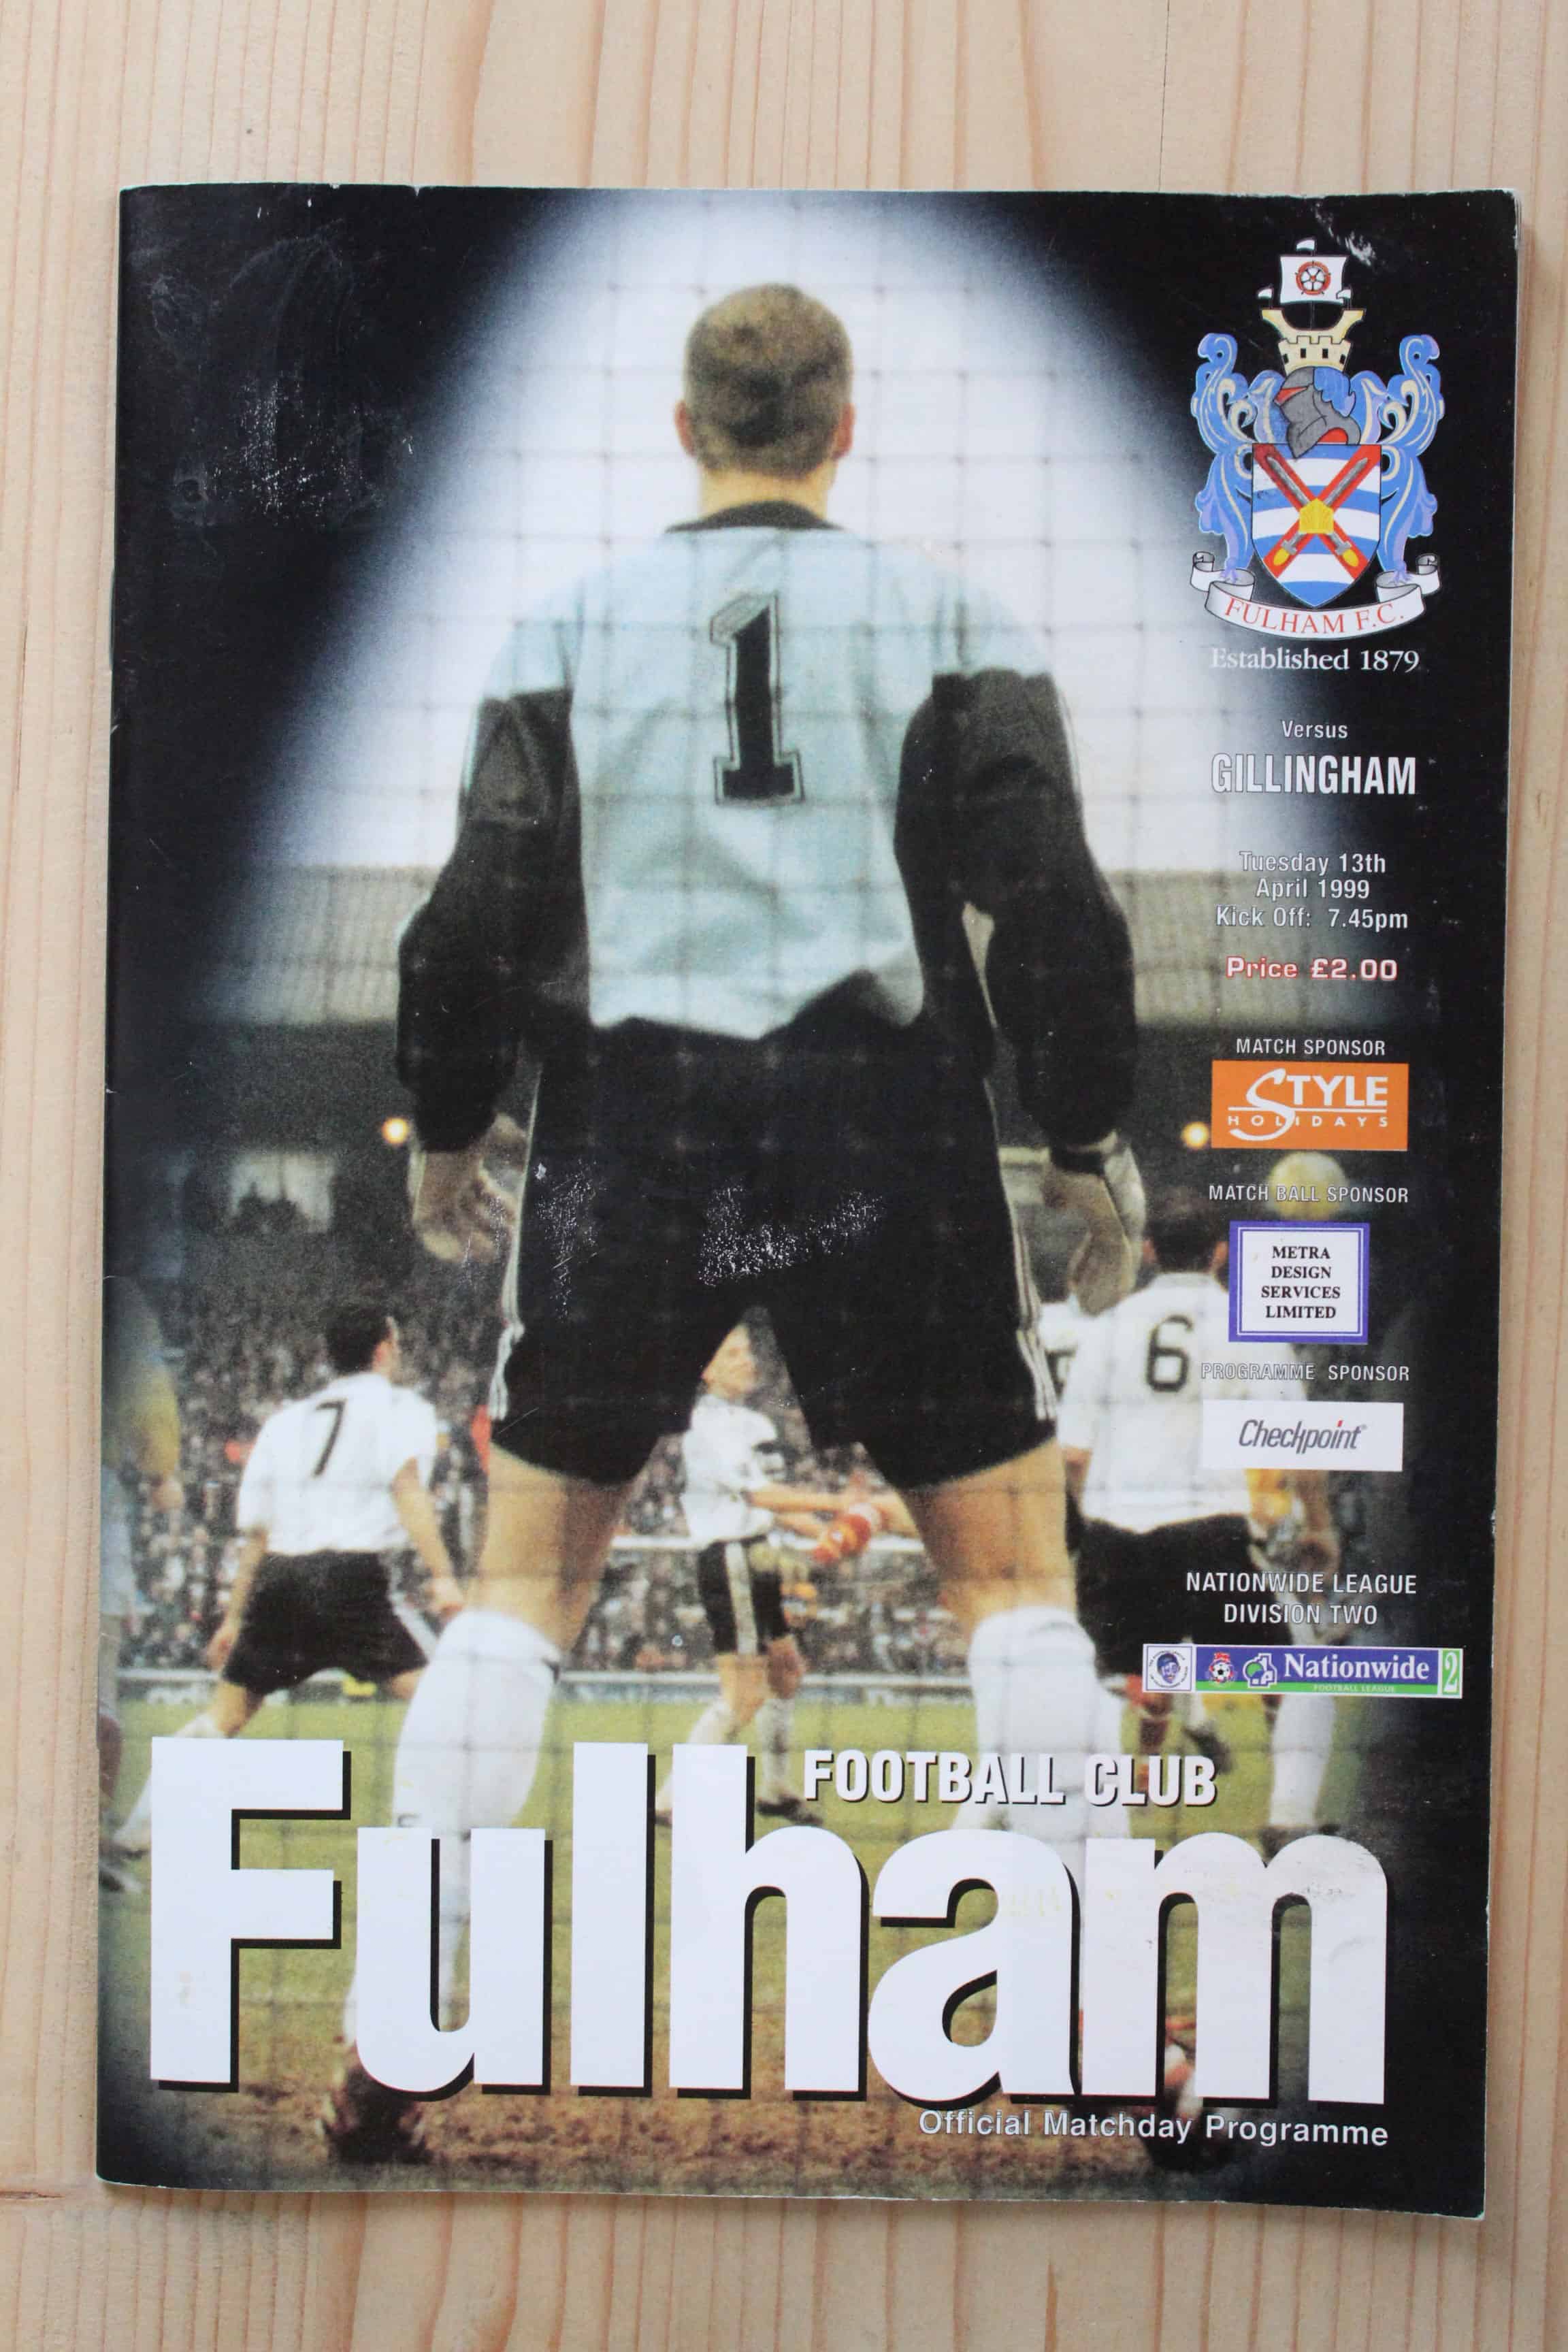 FULHAM F.C.
Established 1879
Versus
GILLINGHAM
Tuesday 13th
April 1999
Kick Off: 7.45pm
Price £2.00
MATCH SPONSOR
STYLE
HOLIDAYS
MATCH BALL SPONSOR
METRA
DESIGN
SERVICES
LIMITED
PROGRAMME SPONSOR
Checkpoint
NATIONWIDE LEAGUE
DIVISION TWO
Nationwide 2
FOOTBALL LEAGUE
1
7
6
FOOTBALL CLUB
Fulham
Official Matchday Programme